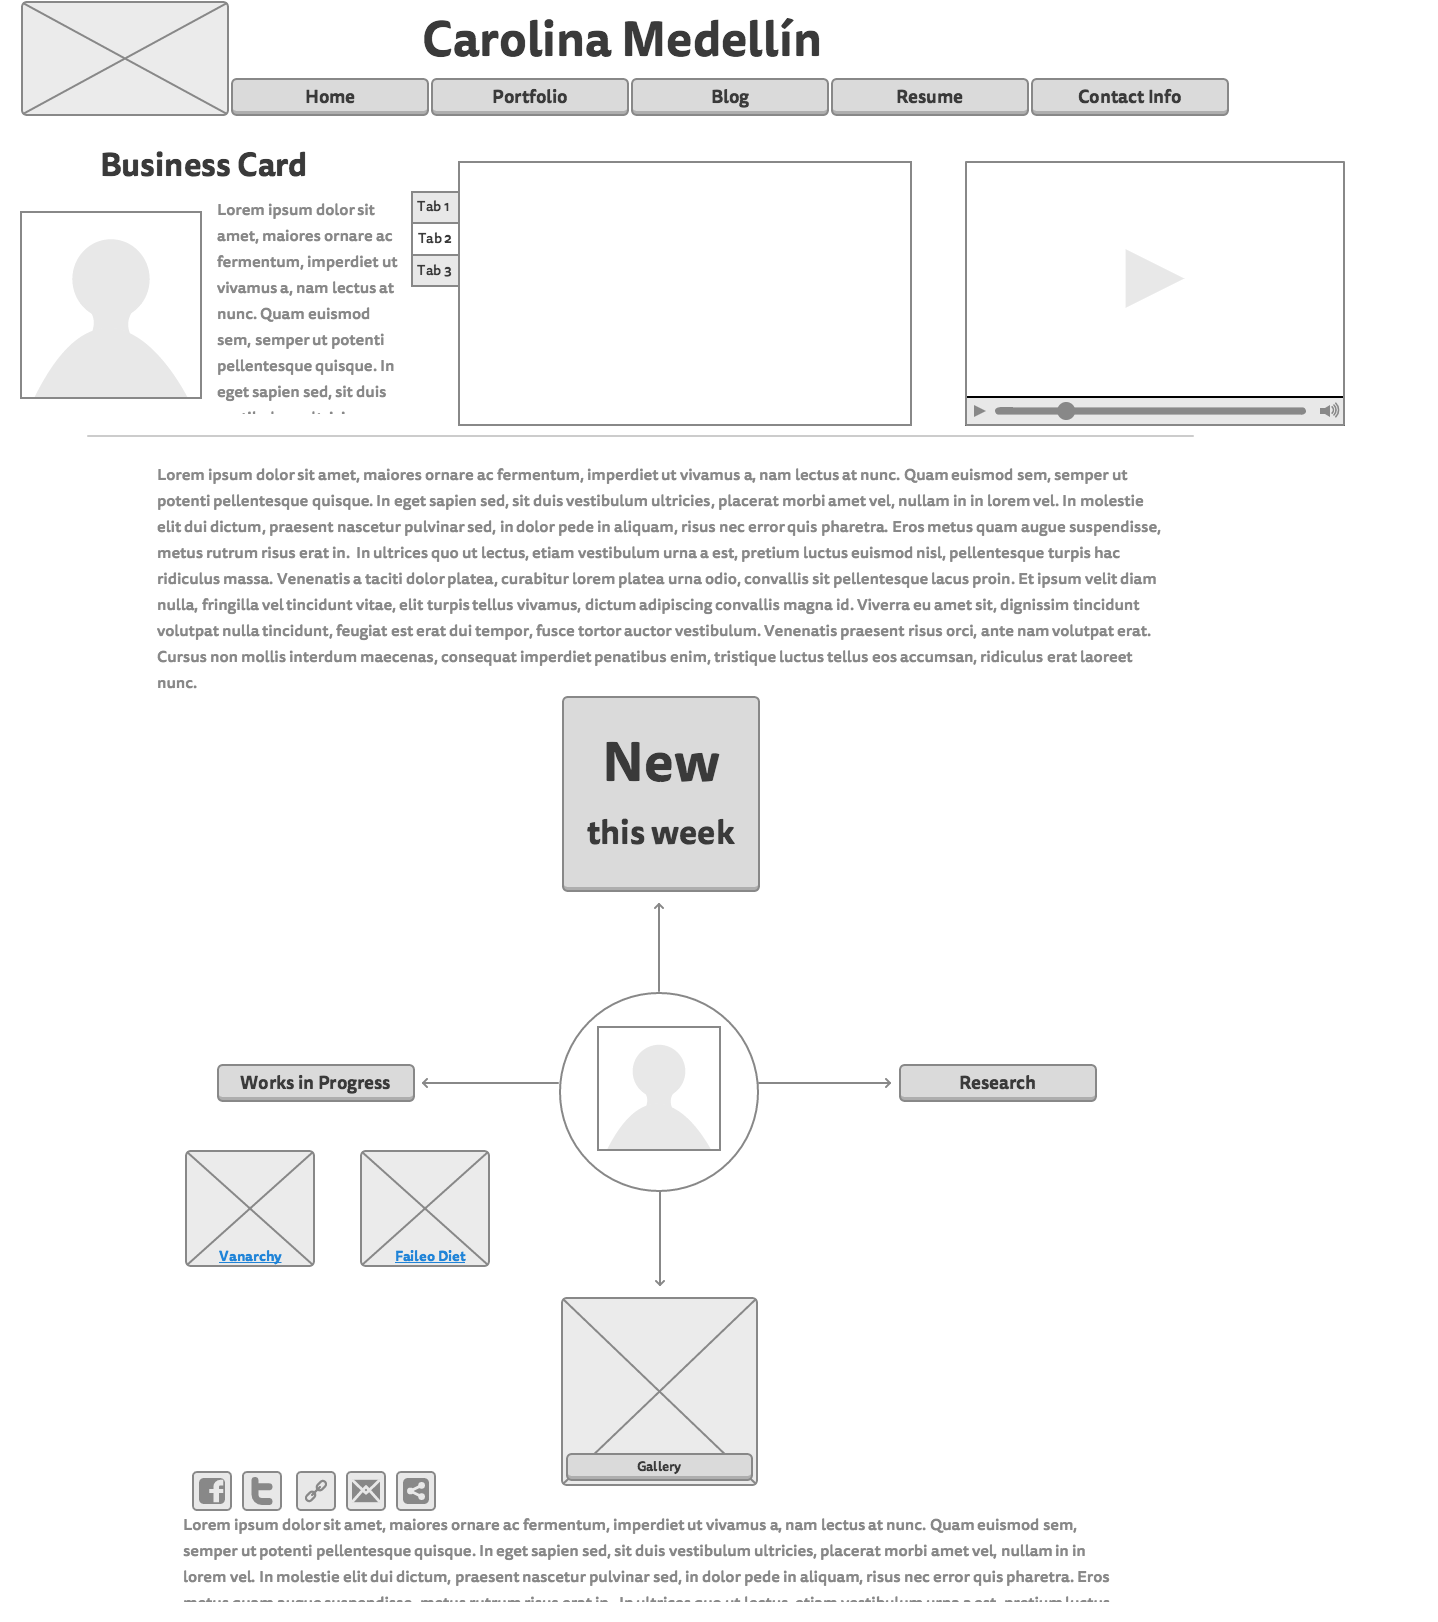 Carolina Medellín
Home
Portfolio
Blog
Resume
Contact Info
Business Card
Lorem ipsum dolor sit
amet, maiores ornare ac
fermentum, imperdiet ut
vivamus a, nam lectus at
nunc. Quam euismod
sem, semper ut potenti
pellentesque quisque. In
eget sapien sed, sit duis
Tab 1
Tab 2
Tab 3
Lorem ipsum dolor sit amet, maiores ornare ac fermentum, imperdiet ut vivamus a, nam lectus at nunc. Quam euismod sem, semper ut
potenti pellentesque quisque. In eget sapien sed, sit duis vestibulum ultricies, placerat morbi amet vel, nullam in in lorem vel. In molestie
elit dui dictum, praesent nascetur pulvinar sed, in dolor pede in aliquam, risus nec error quis pharetra. Eros metus quam augue suspendisse,
metus rutrum risus erat in.  In ultrices quo ut lectus, etiam vestibulum urna a est, pretium luctus euismod nisl, pellentesque turpis hac
ridiculus massa. Venenatis a taciti dolor platea, curabitur lorem platea urna odio, convallis sit pellentesque lacus proin. Et ipsum velit diam
nulla, fringilla vel tincidunt vitae, elit turpis tellus vivamus, dictum adipiscing convallis magna id. Viverra eu amet sit, dignissim tincidunt
volutpat nulla tincidunt, feugiat est erat dui tempor, fusce tortor auctor vestibulum. Venenatis praesent risus orci, ante nam volutpat erat.
Cursus non mollis interdum maecenas, consequat imperdiet penatibus enim, tristique luctus tellus eos accumsan, ridiculus erat laoreet
nunc.
New
this week
Works in Progress
Research
Vanarchy
Faileo Diet
Gallery
Lorem ipsum dolor sit amet, maiores ornare ac fermentum, imperdiet ut vivamus a, nam lectus at nunc. Quam euismod sem,
semper ut potenti pellentesque quisque. In eget sapien sed, sit duis vestibulum ultricies, placerat morbi amet vel, nullam in in
lorem vel. In molestie elit dui dictum, praesent nascetur pulvinar sed, in dolor pede in aliquam, risus nec error quis pharetra. Eros